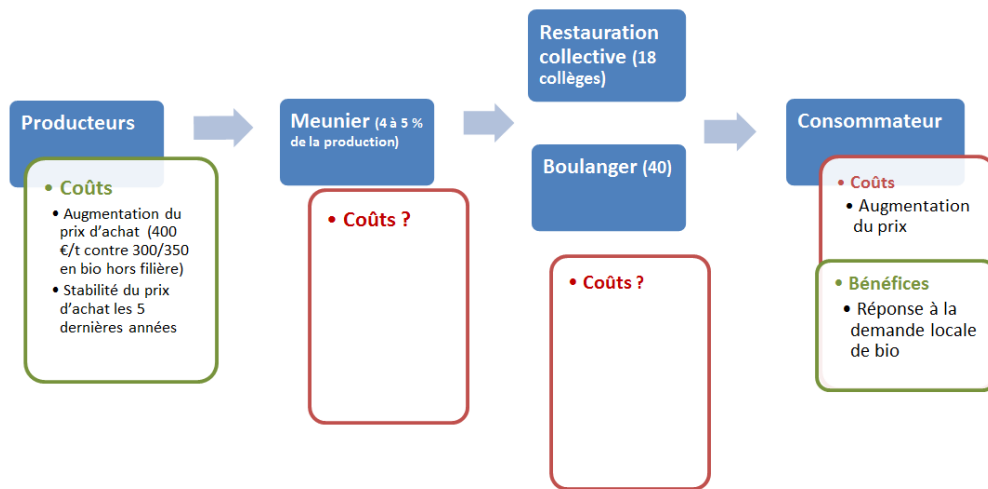 Producteurs
• Coûts
• Augmentation du
prix d'achat (400
€/t contre 300/350
en bio hors filière)
• Stabilité du prix
d'achat les 5
dernières années
Meunier (4 à 5 %
de la production)
• Coûts ?
Restauration
collective (18
collèges)
Boulanger (40)
• Coûts ?
Consommateur
• Coûts
• Augmentation
du prix
• Bénéfices
• Réponse à la
demande locale
de bio